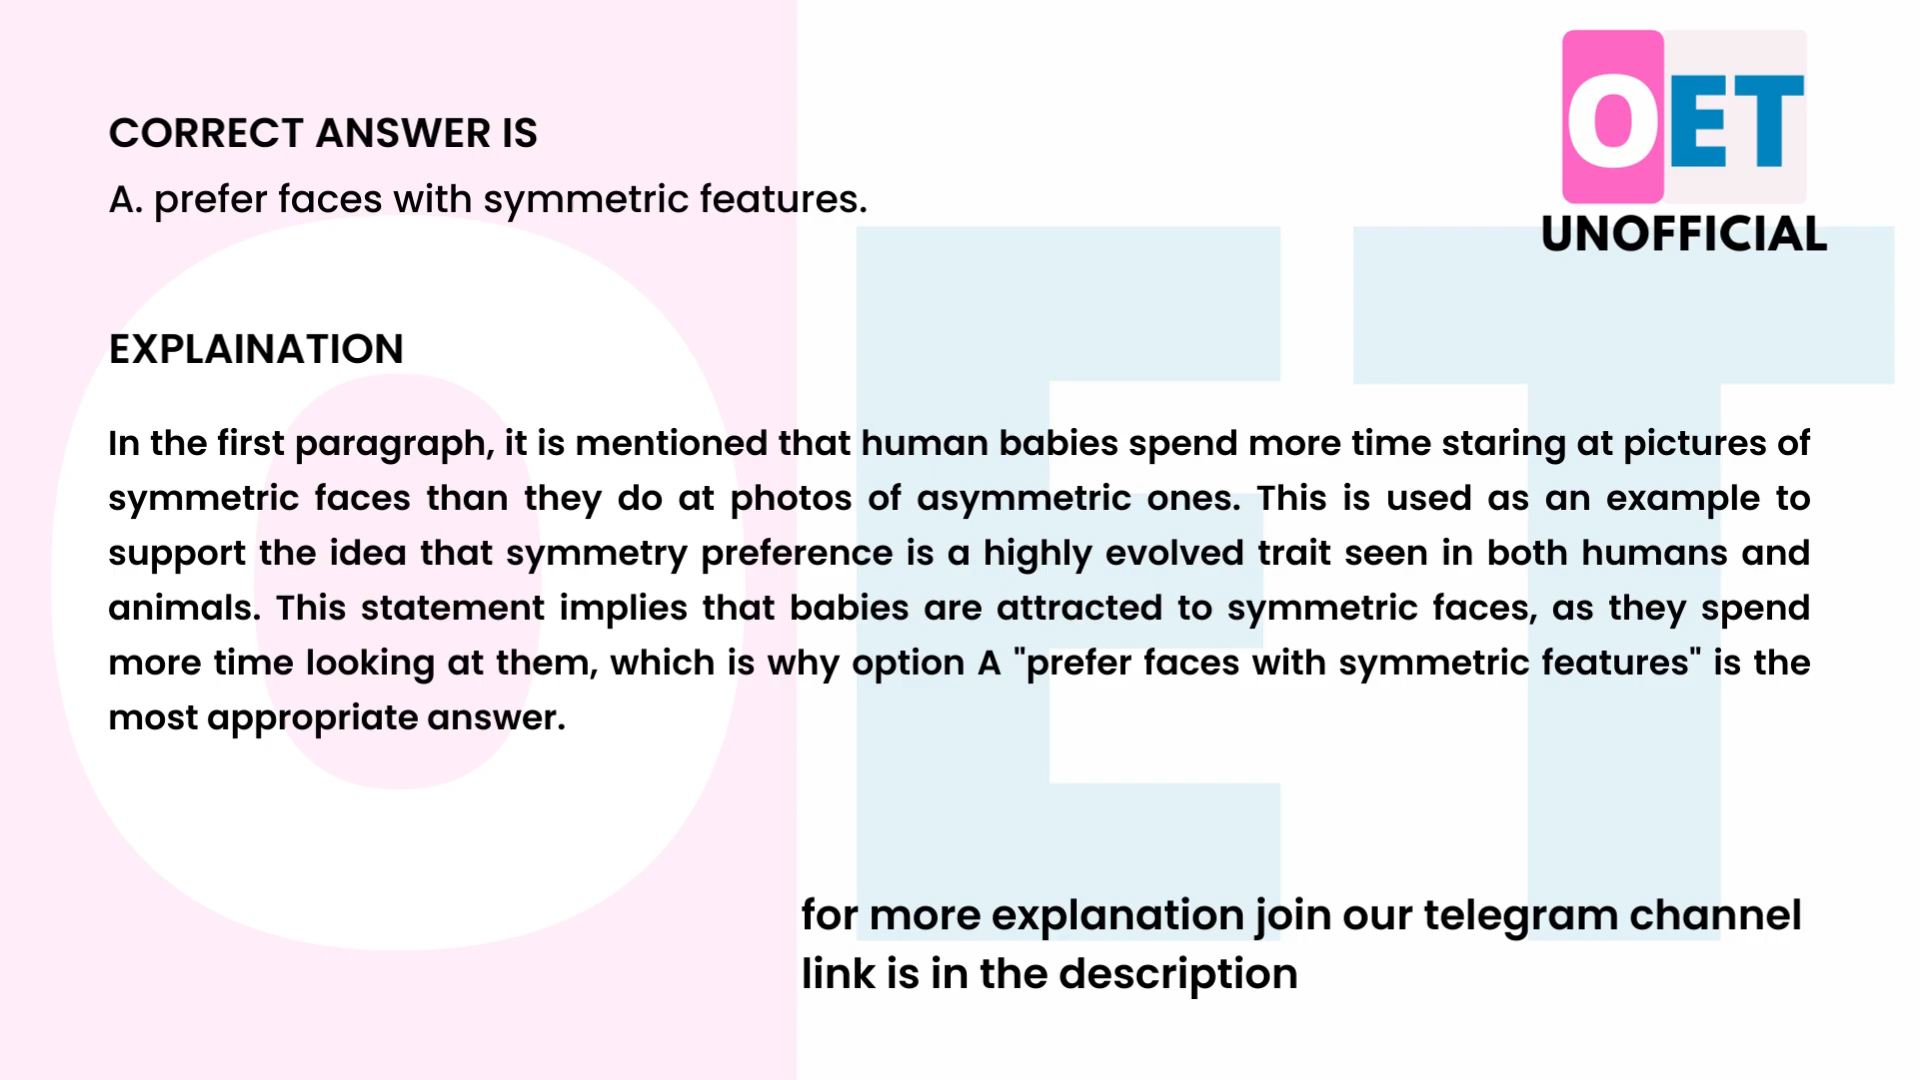 OET
UNOFFICIAL
CORRECT ANSWER IS
A. prefer faces with symmetric features.
EXPLAINATION
In the first paragraph, it is mentioned that human babies spend more time staring at pictures of
symmetric faces than they do at photos of asymmetric ones. This is used as an example to
support the idea that symmetry preference is a highly evolved trait seen in both humans and
animals. This statement implies that babies are attracted to symmetric faces, as they spend
more time looking at them, which is why option A "prefer faces with symmetric features" is the
most appropriate answer.
for more explanation join our telegram channel
link is in the description
OET